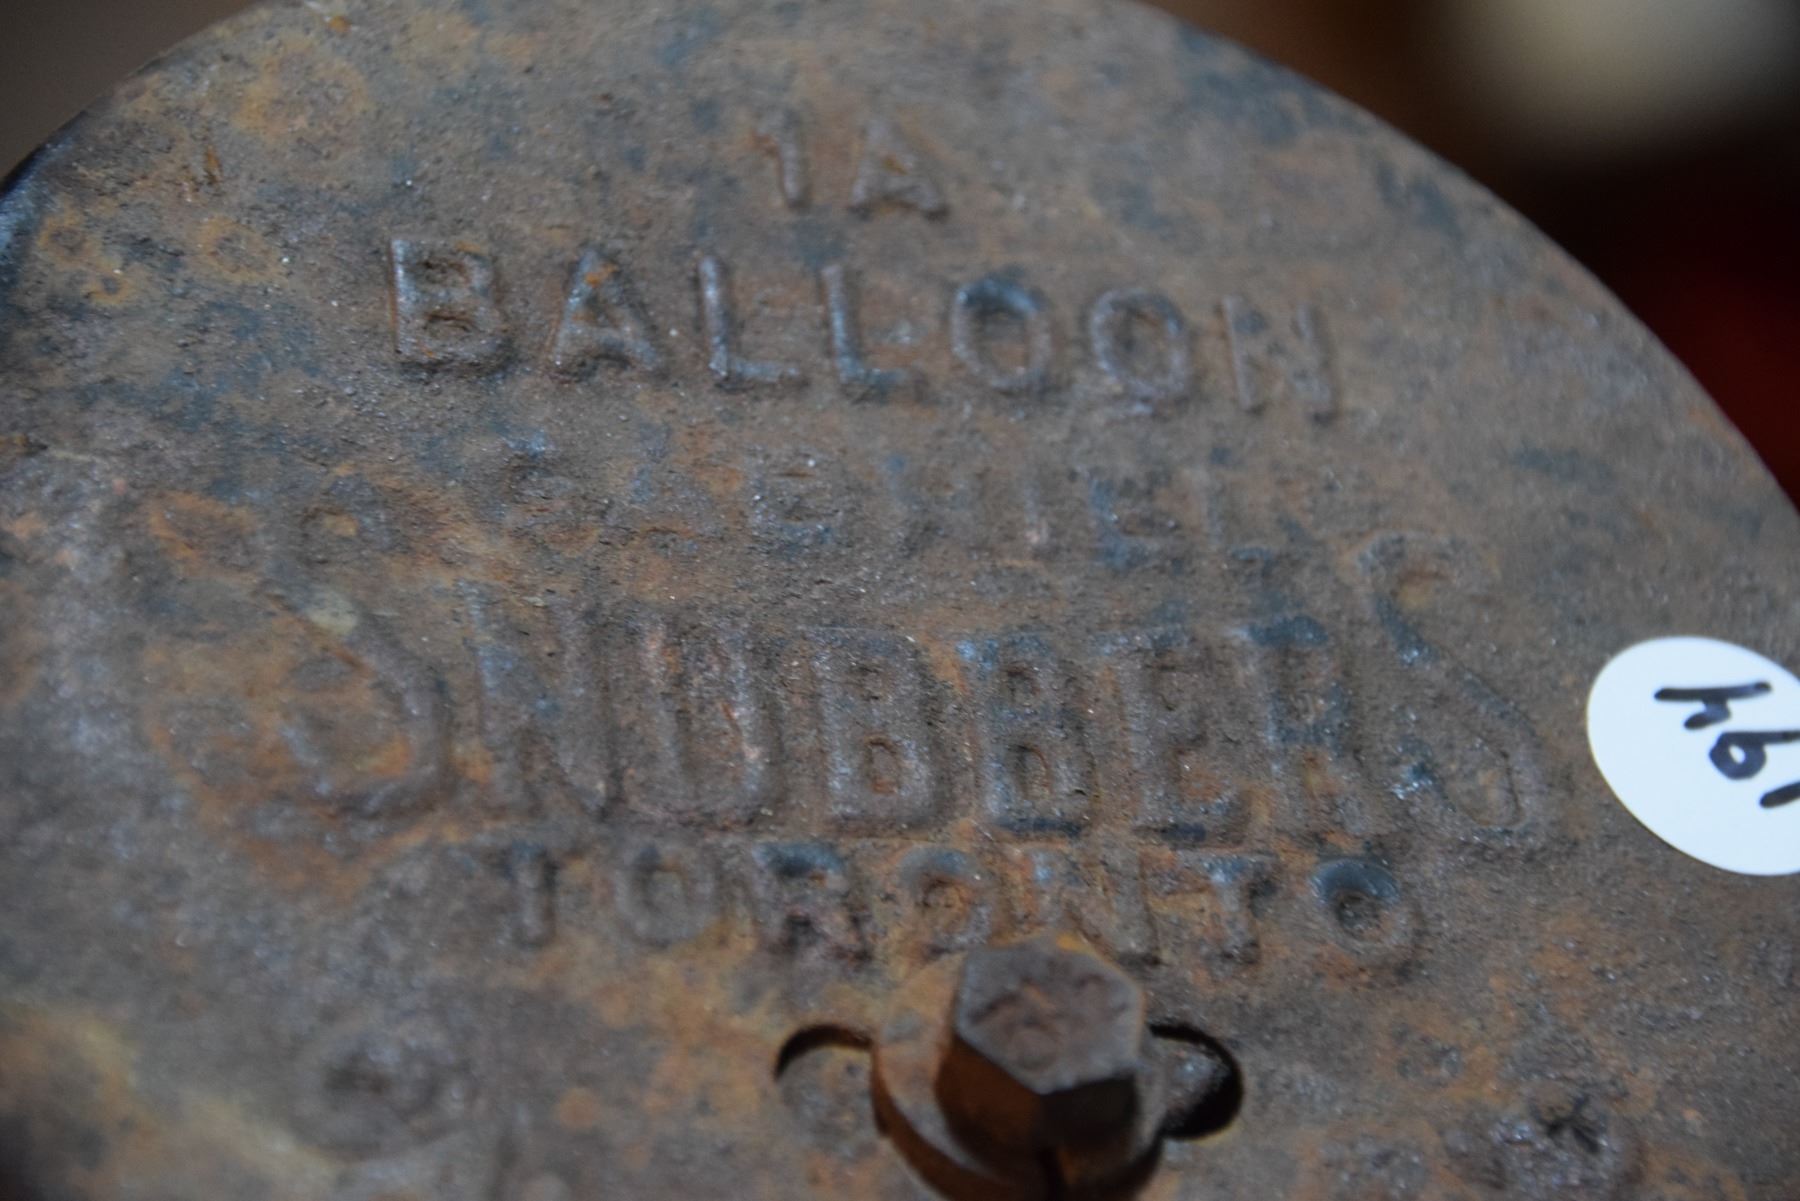 1A
BALLOON
SNUBBERS
TORONTO
194